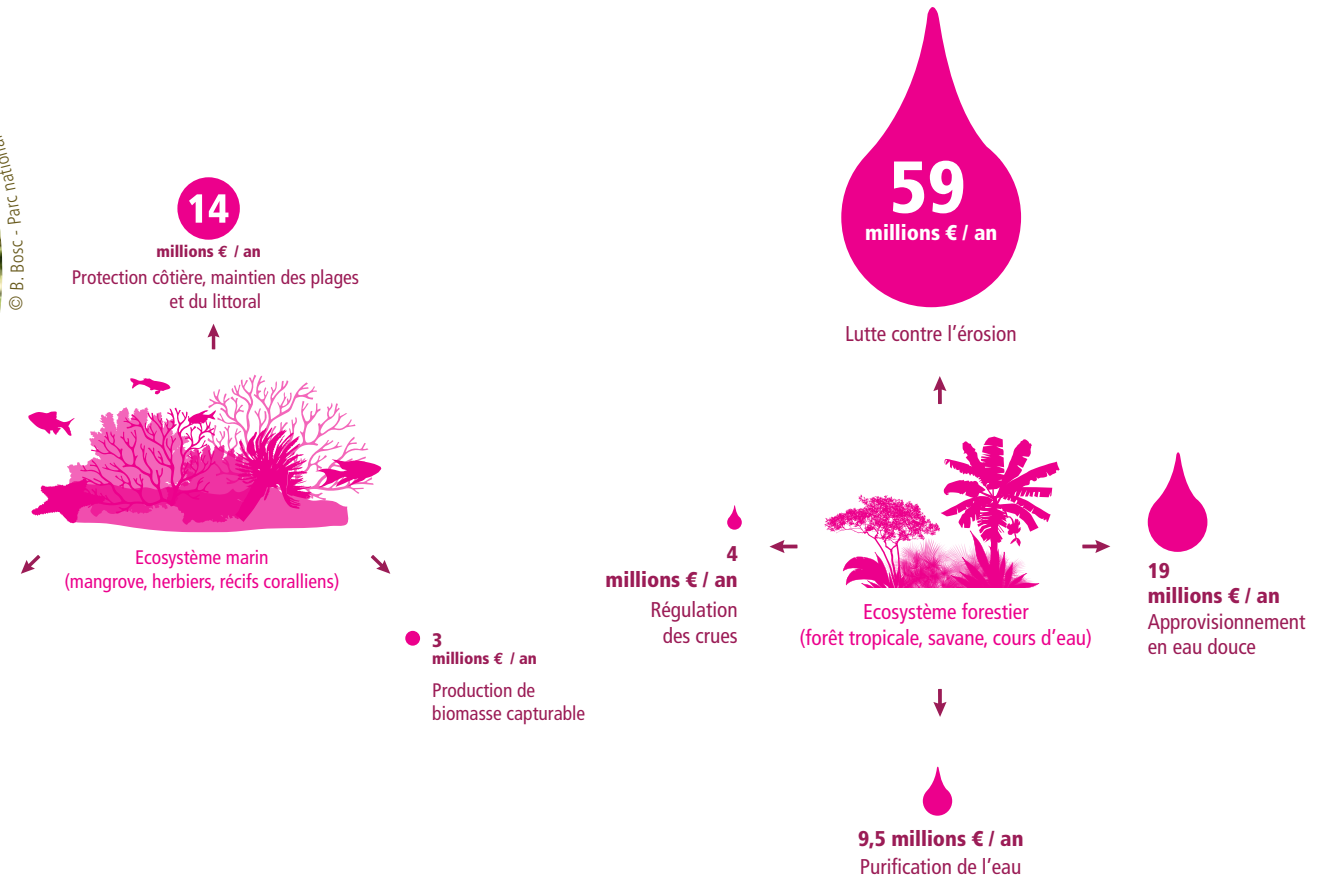 © B. Bosc - Parc national
14
millions € / an
Protection côtière, maintien des plages
et du littoral
Ecosystème marin
(mangrove, herbiers, récifs coralliens)
3
millions € / an
Production de
biomasse capturable
59
millions € / an
Lutte contre l'érosion
4
millions € / an
Régulation
des crues
Ecosystème forestier
(forêt tropicale, savane, cours d'eau)
19
millions € / an
Approvisionnement
en eau douce
9,5 millions € / an
Purification de l'eau